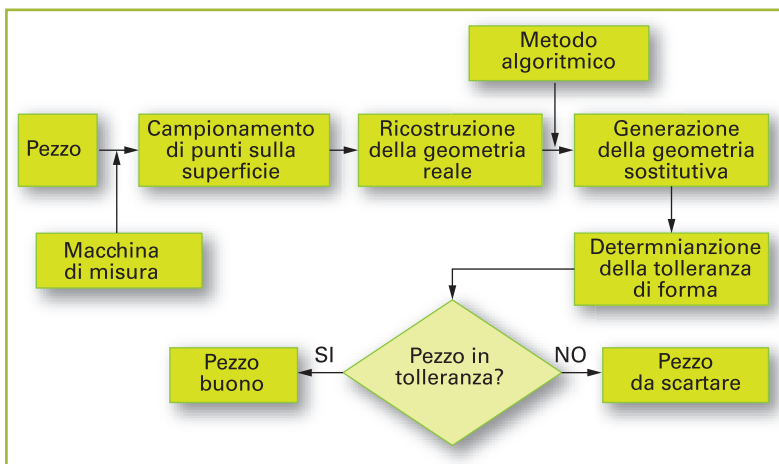 Metodo
algoritmico
Pezzo
Campionamento
di punti sulla
superficie
Ricostruzione
della geometria
reale
Generazione
della geometria
sostitutiva
Macchina
di misura
Determnianzione
della tolleranza
di forma
Pezzo in
tolleranza?
SI
NO
Pezzo
buono
Pezzo
da scartare